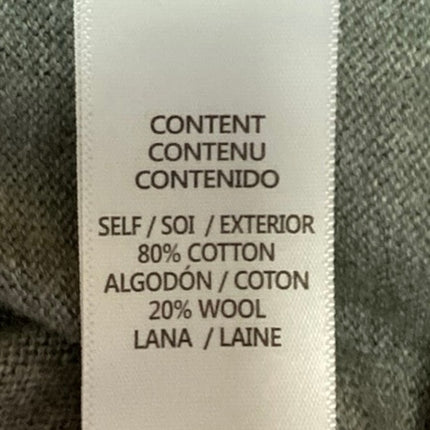 CONTENT
CONTENU
CONTENIDO
SELF / SOI / EXTERIOR
80% COTTON
ALGODÓN / COTON
20% WOOL
LANA / LAINE